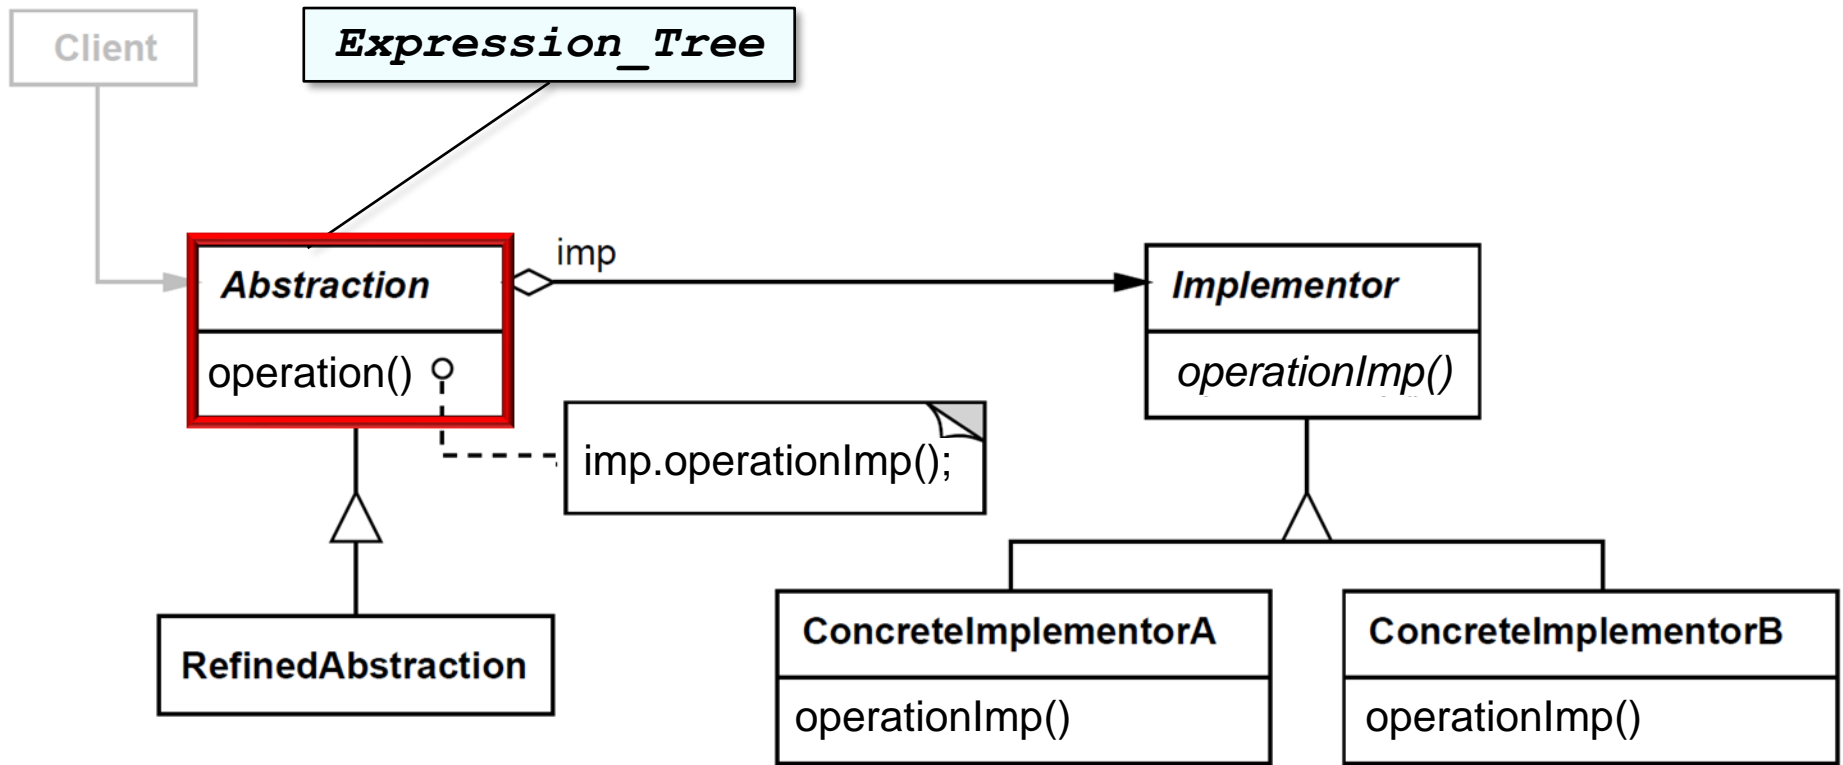 Client
Expression_Tree
imp
Abstraction
Implementor
operation()
operationImp()
imp.operationImp();
RefinedAbstraction
ConcreteImplementorA
ConcreteImplementorB
operationImp()
operationImp()